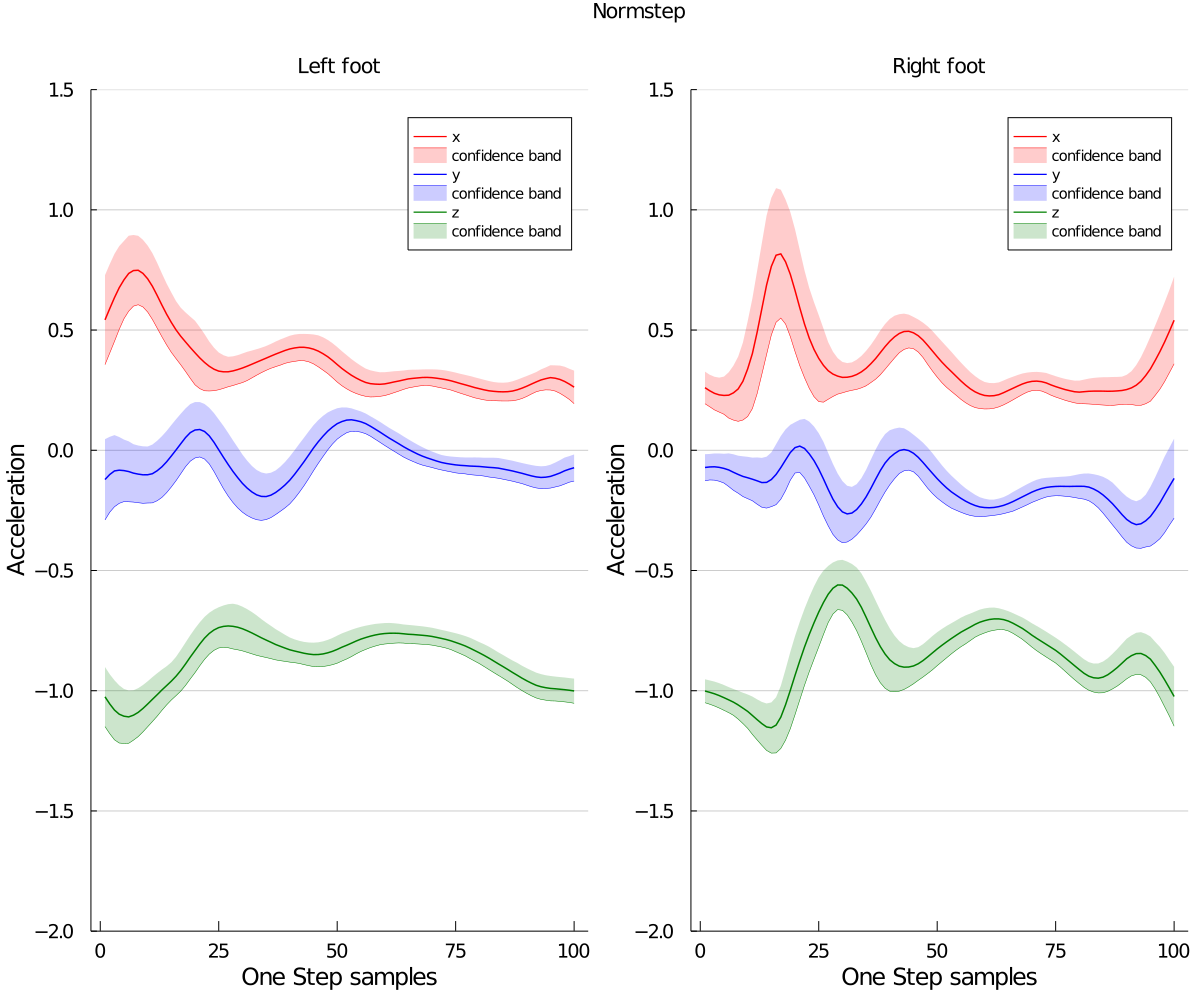 Normstep
Left foot
1.5
1.0
0.5
0.0
−0.5
−1.0
−1.5
−2.0
Acceleration
x
confidence band
y
confidence band
z
confidence band
0 25 50 75 100
One Step samples
Right foot
1.5
1.0
0.5
0.0
−0.5
−1.0
−1.5
−2.0
Acceleration
x
confidence band
y
confidence band
z
confidence band
0 25 50 75 100
One Step samples